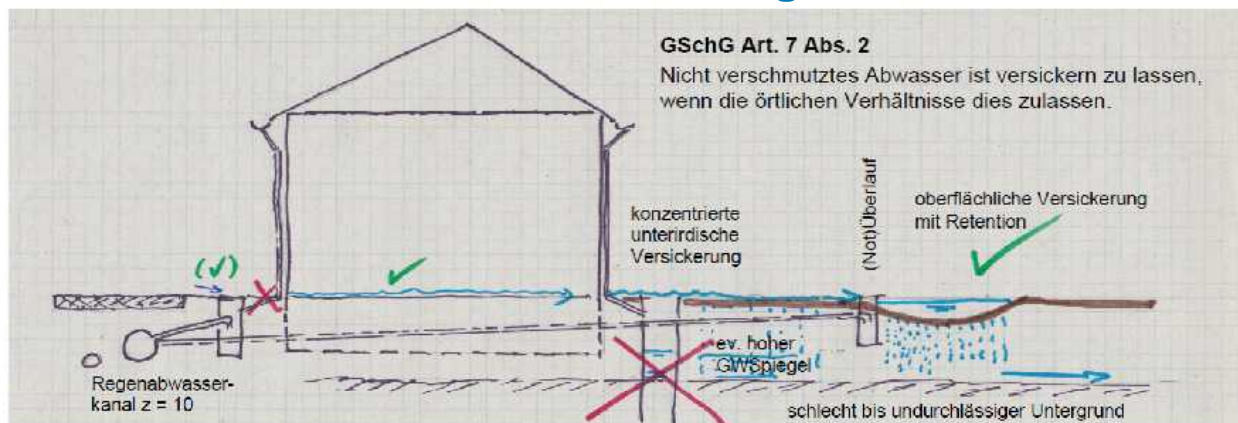 GSchG Art. 7 Abs. 2
Nicht verschmutztes Abwasser ist versickern zu lassen,
wenn die örtlichen Verhältnisse dies zulassen.
konzentrierte
unterirdische
Versickerung
(Not)Überlauf
oberflächliche Versickerung
mit Retention
ev. hoher
GWSpiegel
Regenabwasser-
kanal z = 10
schlecht bis undurchlässiger Untergrund